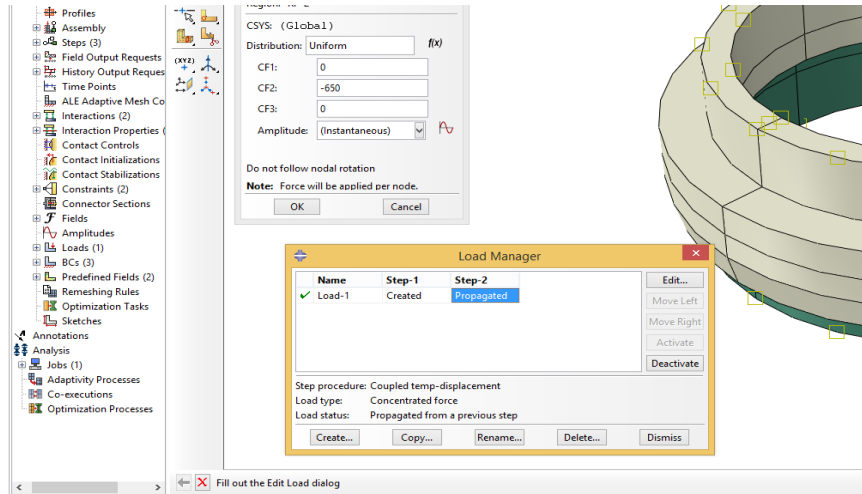 Profiles
Assembly
Steps (3)
Field Output Requests
History Output Reques
Time Points
ALE Adaptive Mesh Co
Interactions (2)
Interaction Properties (
Contact Controls
Contact Initializations
Contact Stabilizations
Constraints (2)
Connector Sections
Fields
Amplitudes
Loads (1)
BCs (3)
Predefined Fields (2)
Remeshing Rules
Optimization Tasks
Sketches
Annotations
Analysis
Jobs (1)
Adaptivity Processes
Co-executions
Optimization Processes
(XYZ)
CSYS: (Global)
Distribution: Uniform f(x)
CF1: 0
CF2: -650
CF3: 0
Amplitude: (Instantaneous)
Do not follow nodal rotation
Note: Force will be applied per node.
OK Cancel
Load Manager
Name Step-1 Step-2
Load-1 Created Propagated
Edit...
Move Left
Move Right
Activate
Deactivate
Step procedure: Coupled temp-displacement
Load type: Concentrated force
Load status: Propagated from a previous step
Create... Copy... Rename... Delete... Dismiss
Fill out the Edit Load dialog